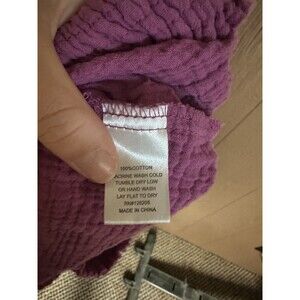 100%COTTON
MACHINE WASH COLD
TUMBLE DRY LOW
OR HAND WASH
LAY FLAT TO DRY
MADE IN CHINA